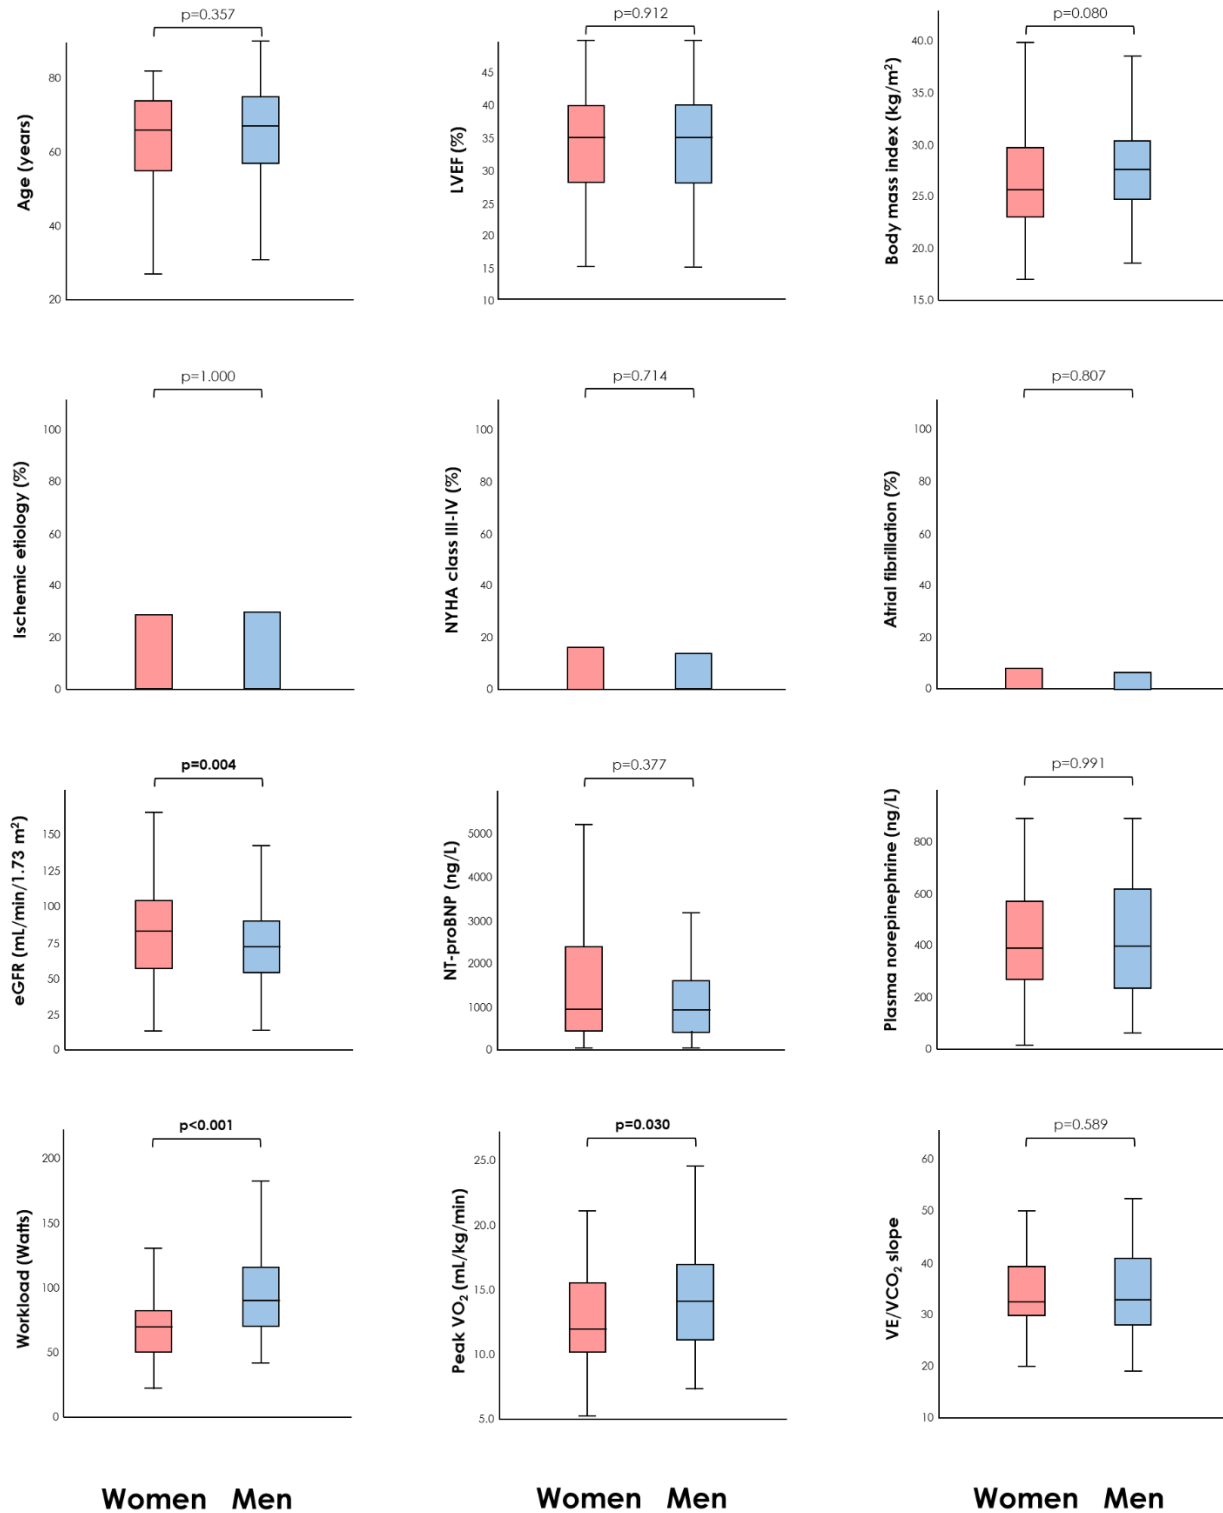 p=0.357
Age (years)
80
60
40
20
p=0.912
LVEF (%)
45
40
35
30
25
20
15
10
p=0.080
Body mass index (kg/m²)
40.0
35.0
30.0
25.0
20.0
15.0
p=1.000
Ischemic etiology (%)
100
80
60
40
20
0
p=0.714
NYHA class III-IV (%)
100
80
60
40
20
0
p=0.807
Atrial fibrillation (%)
100
80
60
40
20
0
p=0.004
eGFR (mL/min/1.73 m²)
150
125
100
75
50
25
0
p=0.377
NT-proBNP (ng/L)
5000
4000
3000
2000
1000
0
p=0.991
Plasma norepinephrine (ng/L)
800
600
400
200
0
p<0.001
Workload (Watts)
200
150
100
50
0
p=0.030
Peak VO₂ (mL/kg/min)
25.0
20.0
15.0
10.0
5.0
p=0.589
VE/VCO₂ slope
60
50
40
30
20
10
Women Men
Women Men
Women Men